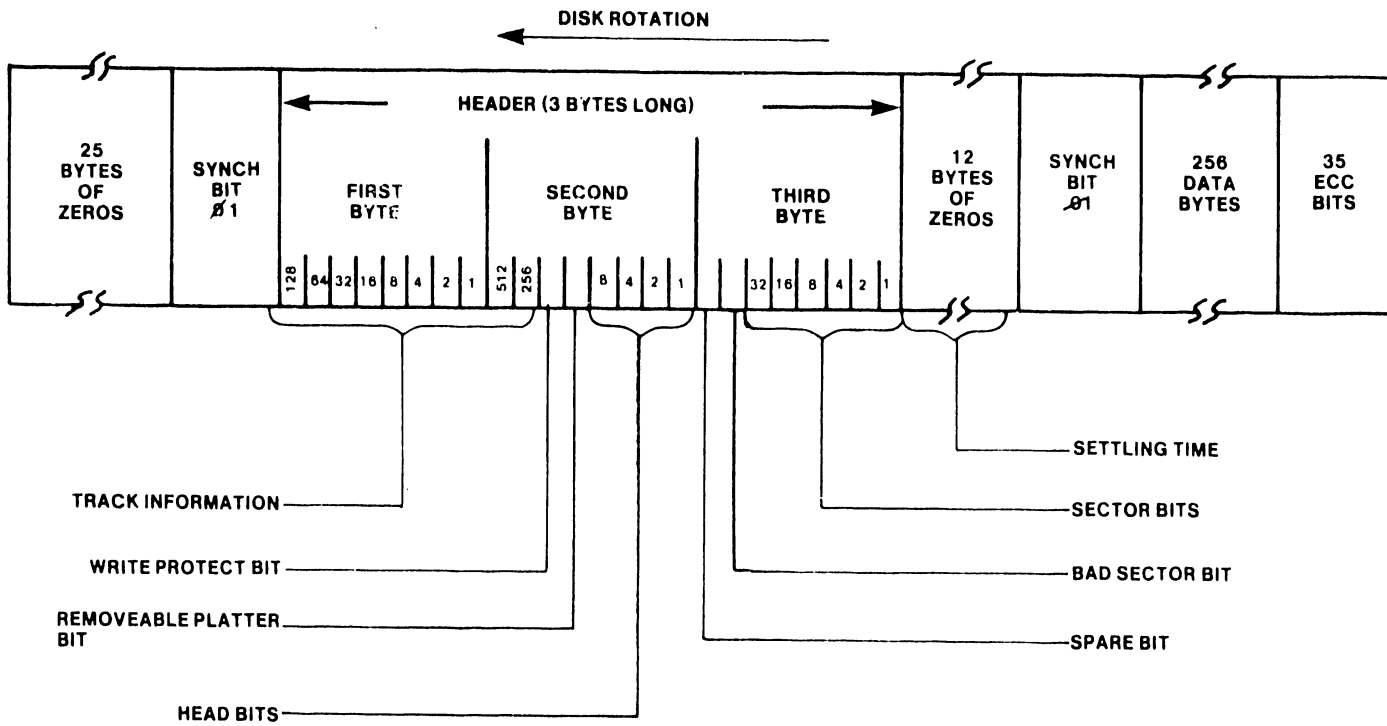 DISK ROTATION
HEADER (3 BYTES LONG)
25
BYTES
OF
ZEROS
SYNCH
BIT
Ø 1
FIRST
BYTE
SECOND
BYTE
THIRD
BYTE
12
BYTES
OF
ZEROS
SYNCH
BIT
Ø1
256
DATA
BYTES
35
ECC
BITS
128 64 32 16 8 4 2 1 512 256 8 4 2 1 32 16 8 4 2 1
TRACK INFORMATION
WRITE PROTECT BIT
REMOVEABLE PLATTER
BIT
HEAD BITS
SETTLING TIME
SECTOR BITS
BAD SECTOR BIT
SPARE BIT